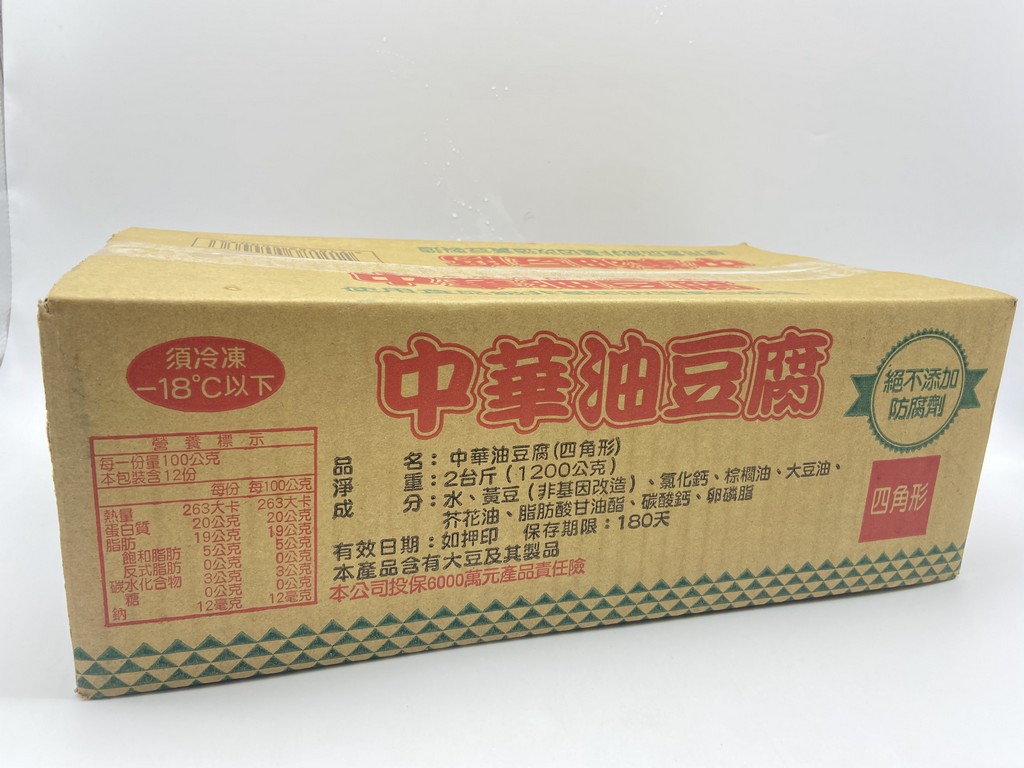 須冷凍
-18℃以下
中華油豆腐
絕不添加
防腐劑
四角形
營養標示
每一份量100公克
本包裝含12份
每份 每100公克
熱量 263大卡 263大卡
蛋白質 20公克 20公克
脂肪 19公克 19公克
飽和脂肪 5公克 5公克
反式脂肪 0公克 0公克
碳水化合物 3公克 3公克
糖 0公克 0公克
鈉 12毫克 12毫克
品名：中華油豆腐(四角形)
淨重：2台斤(1200公克)
成分：水、黃豆(非基因改造)、氯化鈣、棕櫚油、大豆油、
芥花油、脂肪酸甘油酯、碳酸鈣、卵磷脂
有效日期：如押印 保存期限：180天
本產品含有大豆及其製品
本公司投保6000萬元產品責任險